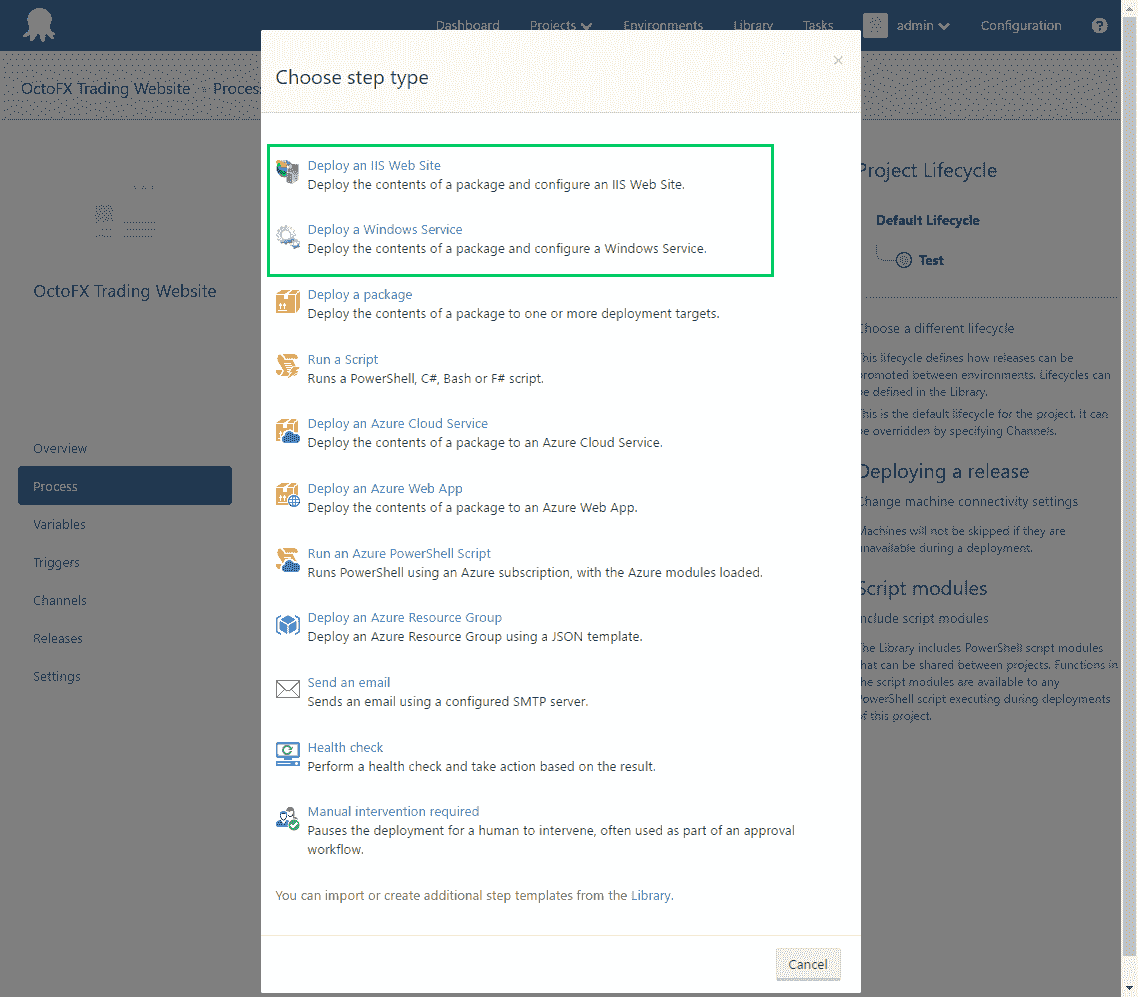 Dashboard Projects Environments Library Tasks admin Configuration ?
OctoFX Trading Website » Proces
Choose step type
×
Deploy an IIS Web Site
Deploy the contents of a package and configure an IIS Web Site.
Deploy a Windows Service
Deploy the contents of a package and configure a Windows Service.
Deploy a package
Deploy the contents of a package to one or more deployment targets.
Run a Script
Runs a PowerShell, C#, Bash or F# script.
Deploy an Azure Cloud Service
Deploy the contents of a package to an Azure Cloud Service.
Deploy an Azure Web App
Deploy the contents of a package to an Azure Web App.
Run an Azure PowerShell Script
Runs PowerShell using an Azure subscription, with the Azure modules loaded.
Deploy an Azure Resource Group
Deploy an Azure Resource Group using a JSON template.
Send an email
Sends an email using a configured SMTP server.
Health check
Perform a health check and take action based on the result.
Manual intervention required
Pauses the deployment for a human to intervene, often used as part of an approval
workflow.
You can import or create additional step templates from the Library.
Cancel
OctoFX Trading Website
Overview
Process
Variables
Triggers
Channels
Releases
Settings
Project Lifecycle
Default Lifecycle
Test
Choose a different lifecycle
This lifecycle defines how releases can be
promoted between environments. Lifecycles can
be defined in the Library.
This is the default lifecycle for the project. It can
be overridden by specifying Channels.
Deploying a release
Change machine connectivity settings
Machines will not be skipped if they are
unavailable during a deployment.
Script modules
Include script modules
The Library includes PowerShell script modules
that can be shared between projects. Functions in
the script modules are available to any
PowerShell script executing during deployments
of this project.